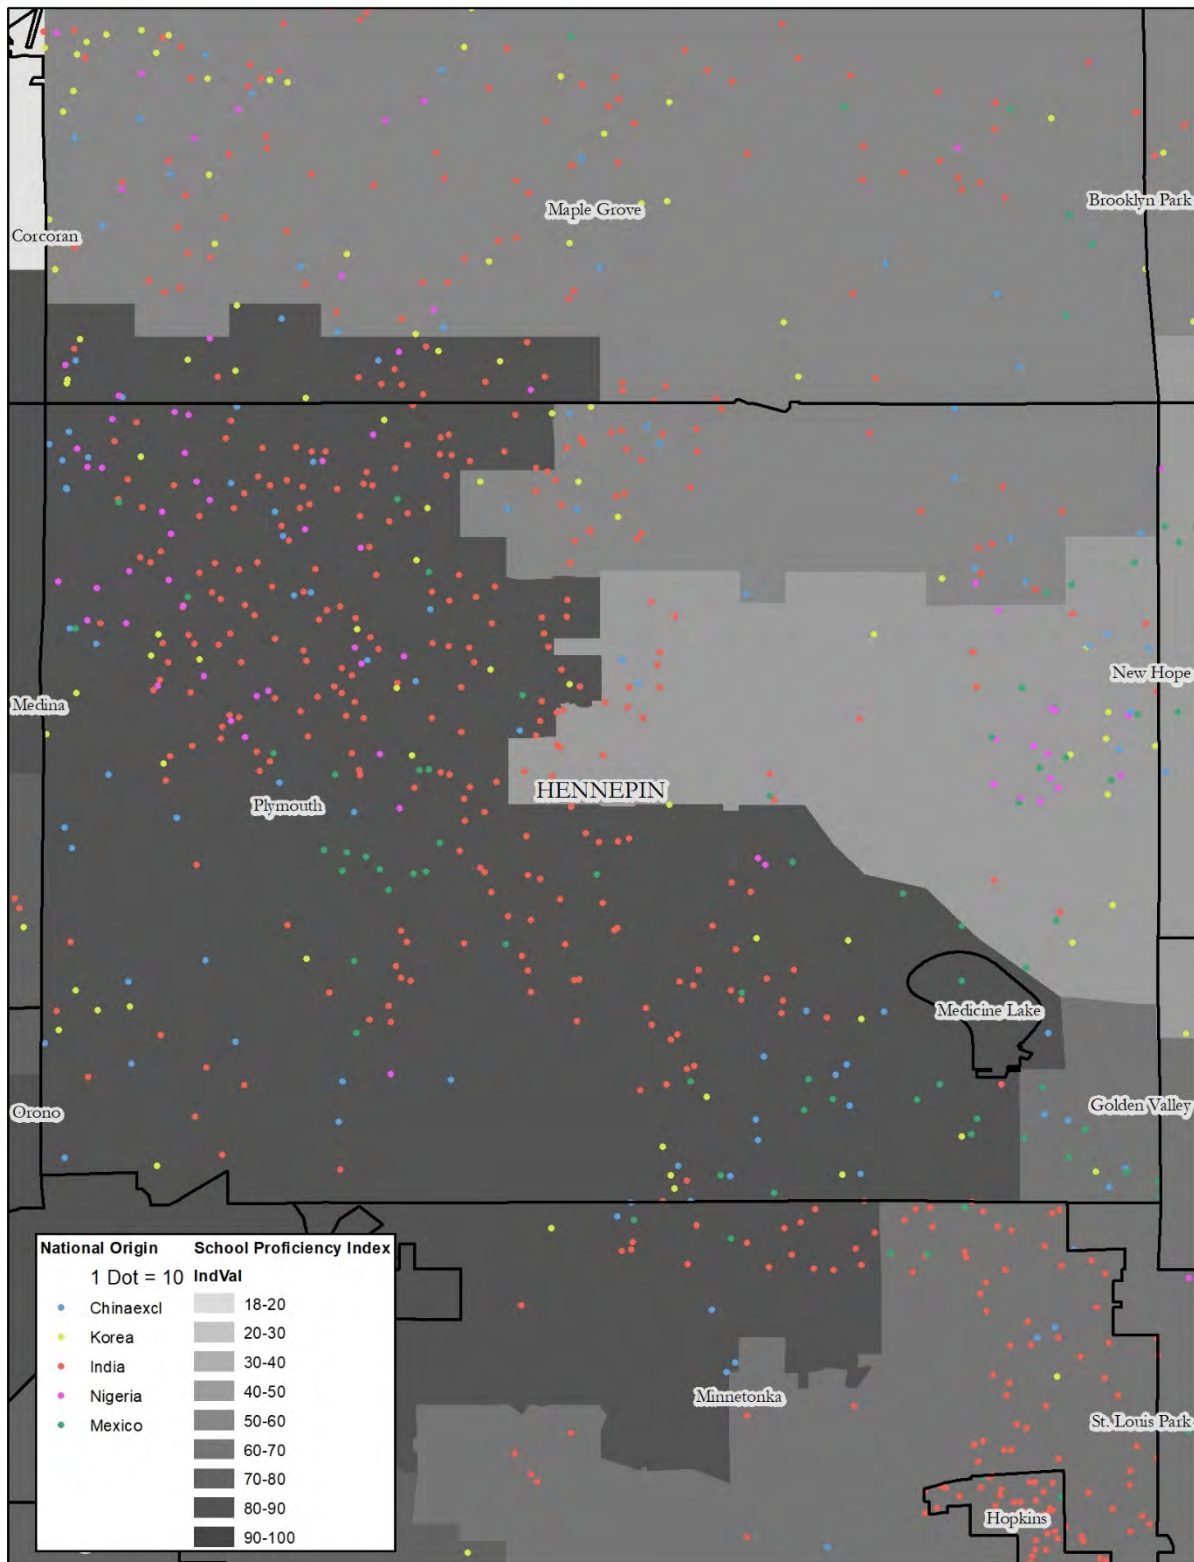 Maple Grove
Brooklyn Park
Corcoran
New Hope
Medina
HENNEPIN
Plymouth
Medicine Lake
Orono
Golden Valley
National Origin
1 Dot = 10
Chinaexcl
Korea
India
Nigeria
Mexico
School Proficiency Index
IndVal
18-20
20-30
30-40
40-50
50-60
60-70
70-80
80-90
90-100
Minnetonka
St. Louis Park
Hopkins